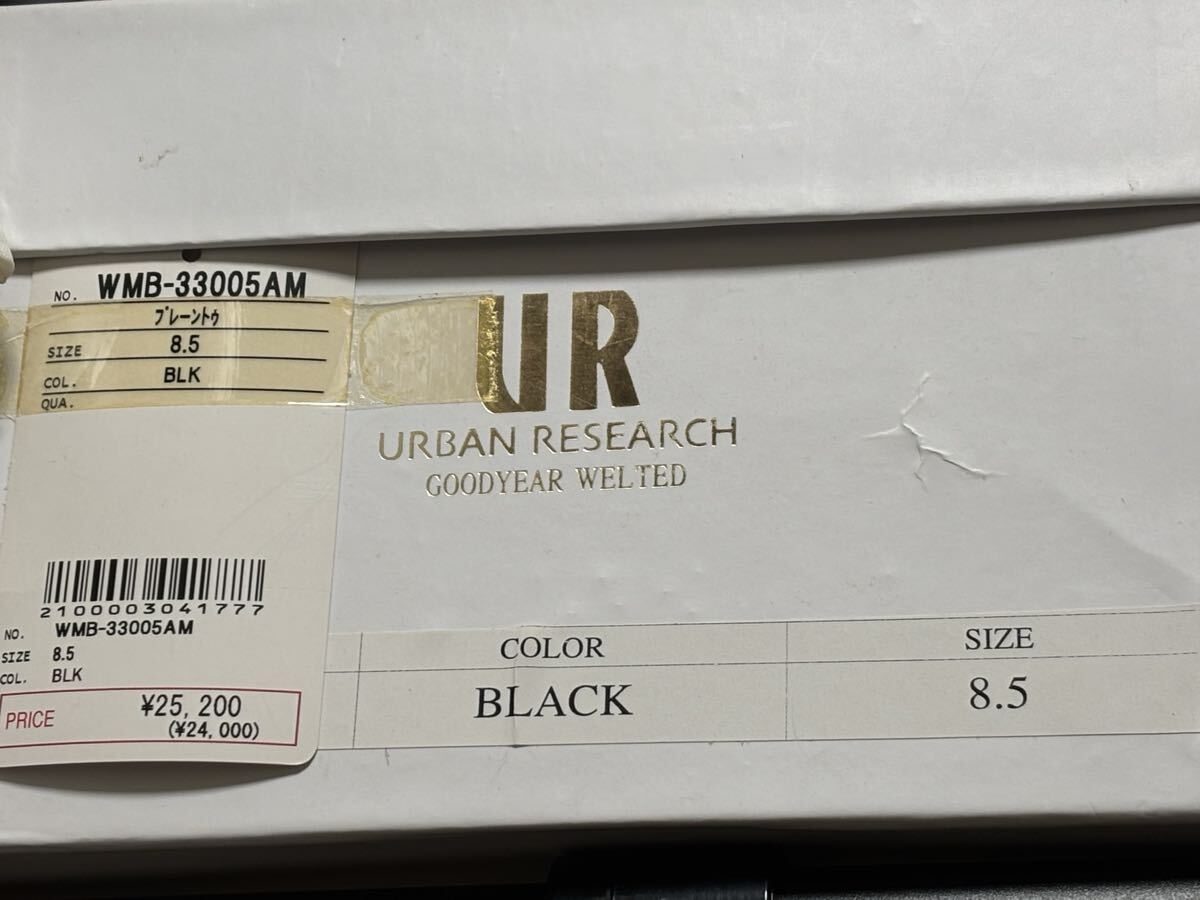 NO. WMB-33005AM
プレーントゥ
SIZE 8.5
COL. BLK
QUA.
2100003041777
NO. WMB-33005AM
SIZE 8.5
COL. BLK
PRICE ¥25,200
(¥24,000)
UR
URBAN RESEARCH
GOODYEAR WELTED
COLOR SIZE
BLACK 8.5